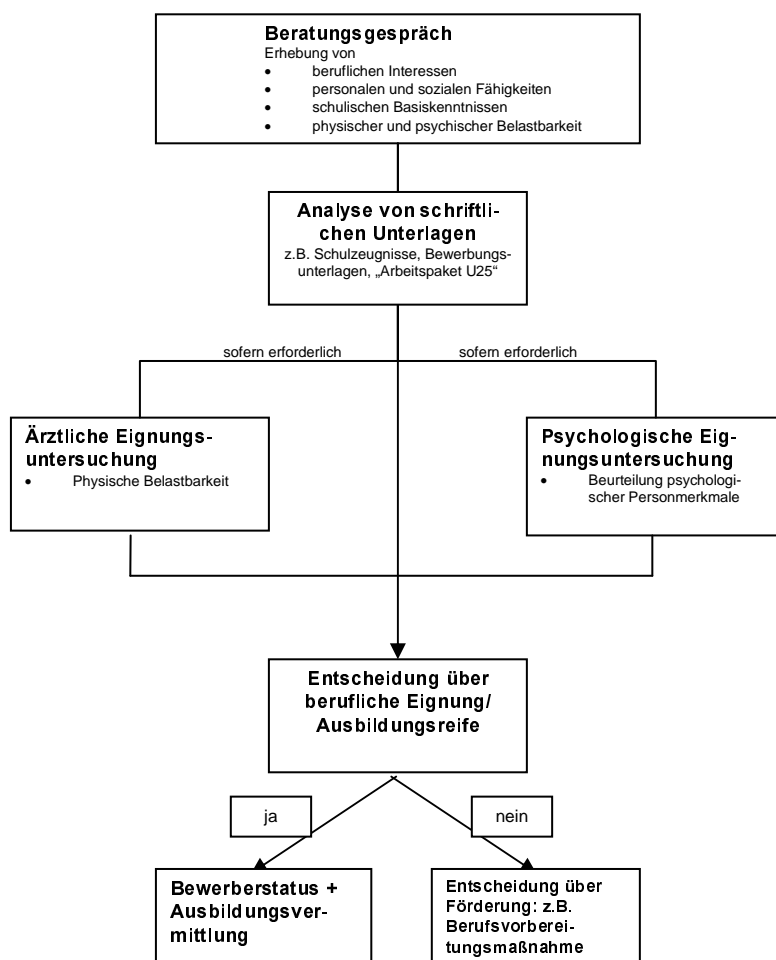 Beratungsgespräch
Erhebung von
• beruflichen Interessen
• personalen und sozialen Fähigkeiten
• schulischen Basiskenntnissen
• physischer und psychischer Belastbarkeit
Analyse von schriftli-
chen Unterlagen
z.B. Schulzeugnisse, Bewerbungs-
unterlagen, „Arbeitspaket U25“
sofern erforderlich
sofern erforderlich
Ärztliche Eignungs-
untersuchung
• Physische Belastbarkeit
Psychologische Eig-
nungsuntersuchung
• Beurteilung psychologi-
scher Personmerkmale
Entscheidung über
berufliche Eignung/
Ausbildungsreife
ja
nein
Bewerberstatus +
Ausbildungsver-
mittlung
Entscheidung über
Förderung: z.B.
Berufsvorberei-
tungsmaßnahme